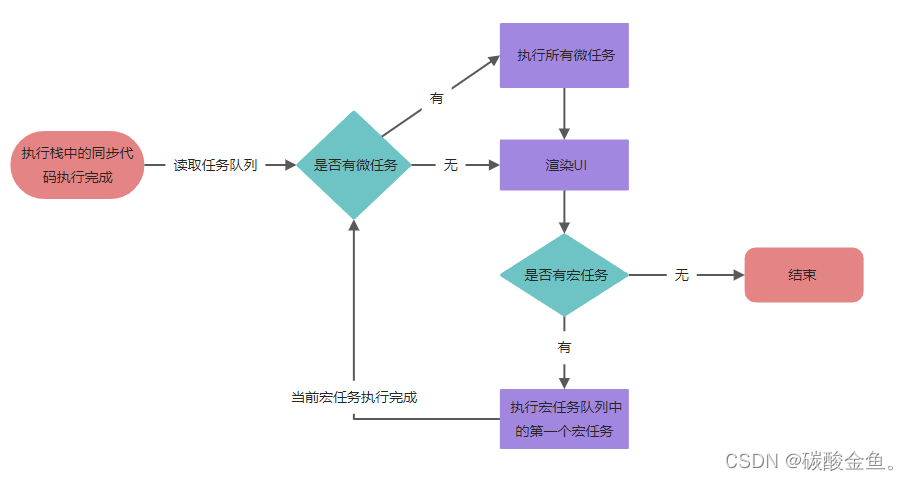 执行所有微任务
有
执行栈中的同步代
码执行完成
读取任务队列
是否有微任务
无
渲染UI
是否有宏任务
无
结束
有
当前宏任务执行完成
执行宏任务队列中
的第一个宏任务
CSDN @碳酸金鱼。